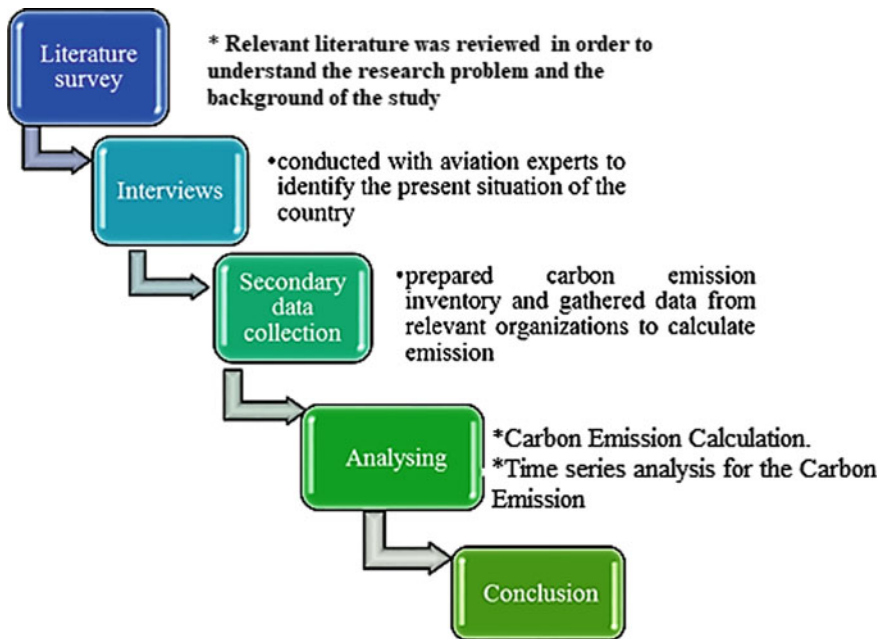 Literature
survey
* Relevant literature was reviewed in order to
understand the research problem and the
background of the study
Interviews
•conducted with aviation experts to
identify the present situation of the
country
Secondary
data
collection
•prepared carbon emission
inventory and gathered data from
relevant organizations to calculate
emission
Analysing
*Carbon Emission Calculation.
*Time series analysis for the Carbon
Emission
Conclusion